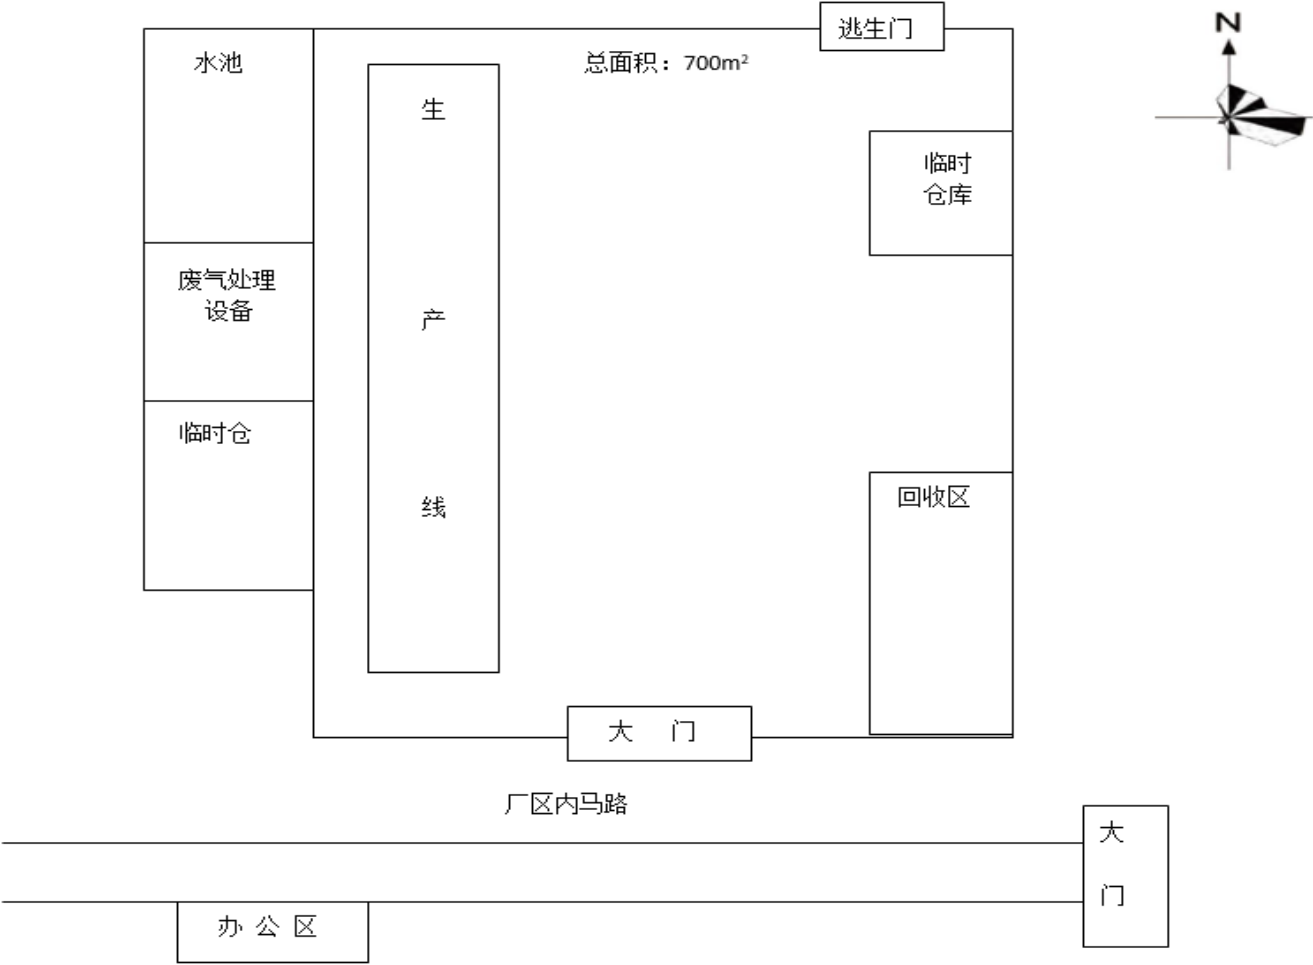 逃生门
N
水池
总面积：700m²
生
产
线
临时
仓库
废气处理
设备
临时仓
回收区
大 门
厂区内马路
大
门
办 公 区